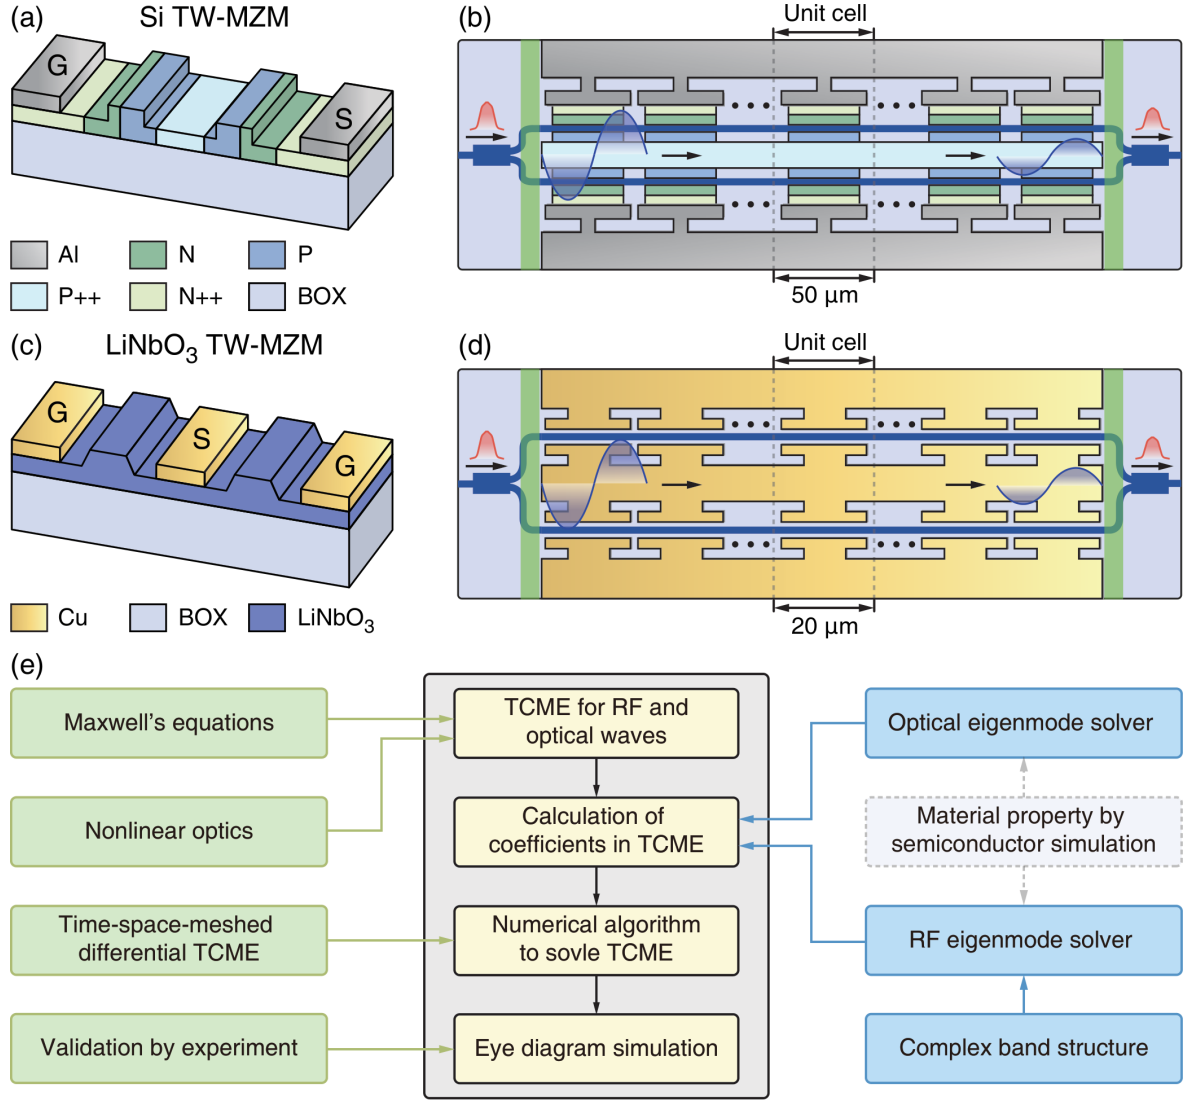 (a) Si TW-MZM
G
S
Al
N
P
P++
N++
BOX
(b)
Unit cell
50 μm
(c) LiNbO3 TW-MZM
G
S
G
Cu
BOX
LiNbO3
(d)
Unit cell
20 μm
(e)
Maxwell's equations
Nonlinear optics
Time-space-meshed
differential TCME
Validation by experiment
TCME for RF and
optical waves
Calculation of
coefficients in TCME
Numerical algorithm
to sovle TCME
Eye diagram simulation
Optical eigenmode solver
Material property by
semiconductor simulation
RF eigenmode solver
Complex band structure